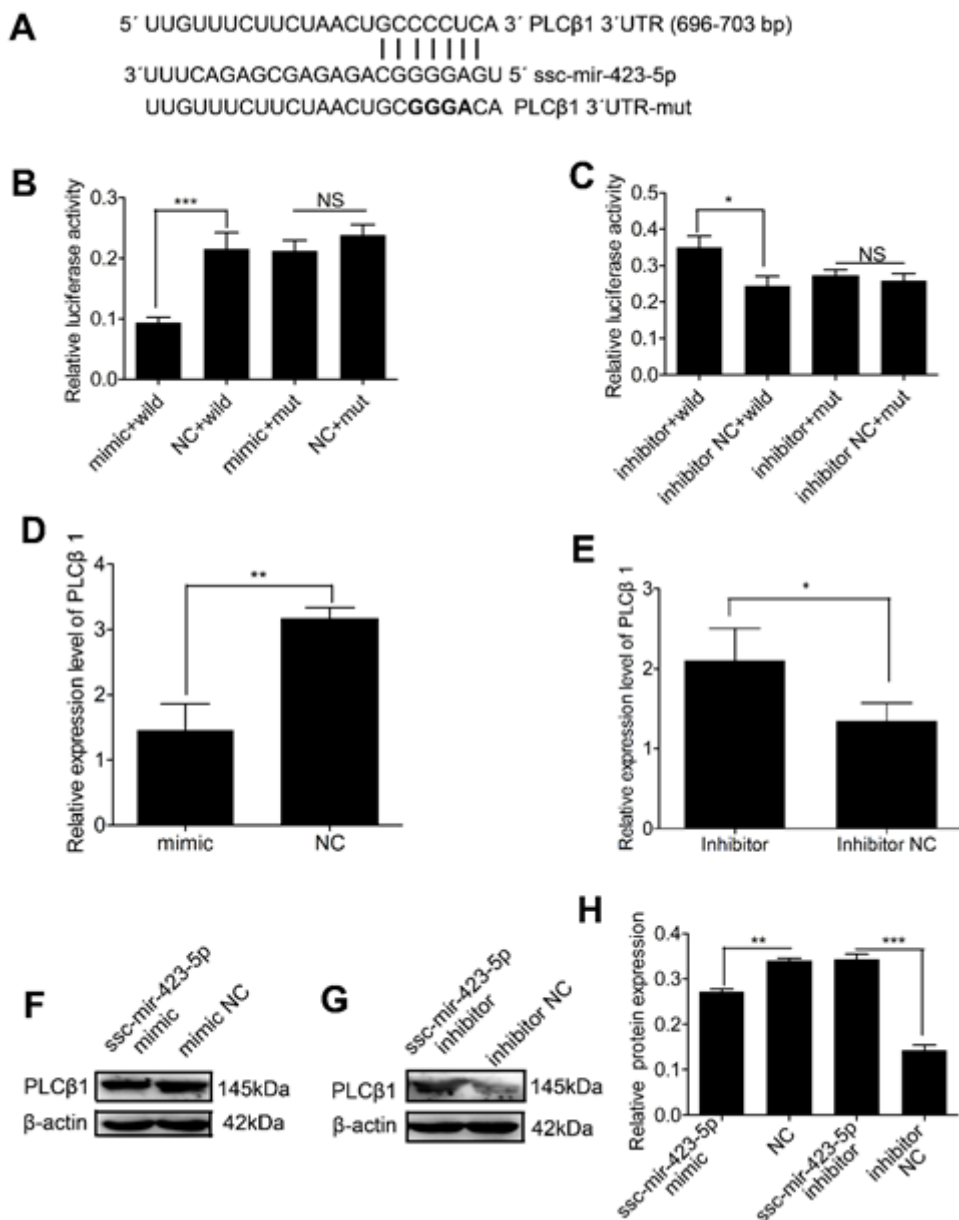 A
5´ UUGUUUCUUCUAACUGCCCCUCA 3´ PLCβ1 3´UTR (696-703 bp)
3´UUUCAGAGCGAGAGACGGGGAGU 5´ ssc-mir-423-5p
UUGUUUCUUCUAACUGCGGGACA PLCβ1 3´UTR-mut
B
Relative luciferase activity
0.3
0.2
0.1
0.0
***
NS
mimic+wild
NC+wild
mimic+mut
NC+mut
C
Relative luciferase activity
0.5
0.4
0.3
0.2
0.1
0.0
*
NS
inhibitor+wild
inhibitor NC+wild
inhibitor+mut
inhibitor NC+mut
D
Relative expression level of PLCβ 1
4
3
2
1
0
**
mimic
NC
E
Relative expression level of PLCβ 1
3
2
1
0
*
Inhibitor
Inhibitor NC
F
ssc-mir-423-5p
mimic
mimic NC
PLCβ1
145kDa
β-actin
42kDa
G
ssc-mir-423-5p
inhibitor
inhibitor NC
PLCβ1
145kDa
β-actin
42kDa
H
Relative protein expression
0.4
0.3
0.2
0.1
0.0
**
***
ssc-mir-423-5p
mimic
NC
ssc-mir-423-5p
inhibitor
inhibitor
NC